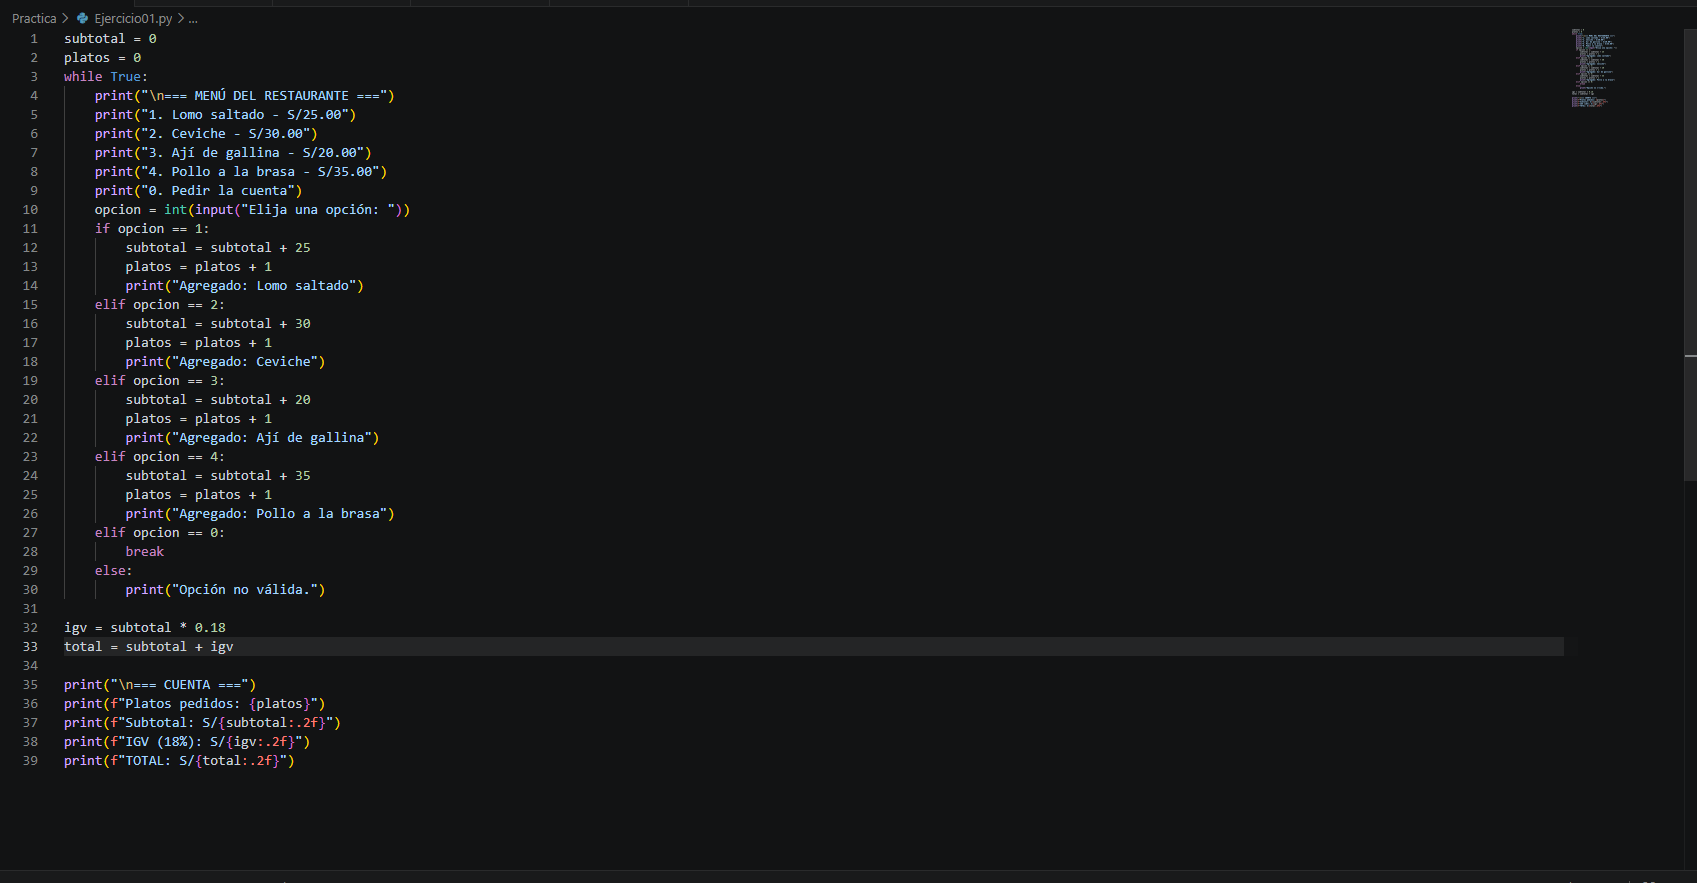 Practica > Ejercicio01.py > ...
1 subtotal = 0
2 platos = 0
3 while True:
4     print("\n=== MENÚ DEL RESTAURANTE ===")
5     print("1. Lomo saltado - S/25.00")
6     print("2. Ceviche - S/30.00")
7     print("3. Ají de gallina - S/20.00")
8     print("4. Pollo a la brasa - S/35.00")
9     print("0. Pedir la cuenta")
10     opcion = int(input("Elija una opción: "))
11     if opcion == 1:
12         subtotal = subtotal + 25
13         platos = platos + 1
14         print("Agregado: Lomo saltado")
15     elif opcion == 2:
16         subtotal = subtotal + 30
17         platos = platos + 1
18         print("Agregado: Ceviche")
19     elif opcion == 3:
20         subtotal = subtotal + 20
21         platos = platos + 1
22         print("Agregado: Ají de gallina")
23     elif opcion == 4:
24         subtotal = subtotal + 35
25         platos = platos + 1
26         print("Agregado: Pollo a la brasa")
27     elif opcion == 0:
28         break
29     else:
30         print("Opción no válida.")
31
32 igv = subtotal * 0.18
33 total = subtotal + igv
34
35 print("\n=== CUENTA ===")
36 print(f"Platos pedidos: {platos}")
37 print(f"Subtotal: S/{subtotal:.2f}")
38 print(f"IGV (18%): S/{igv:.2f}")
39 print(f"TOTAL: S/{total:.2f}")